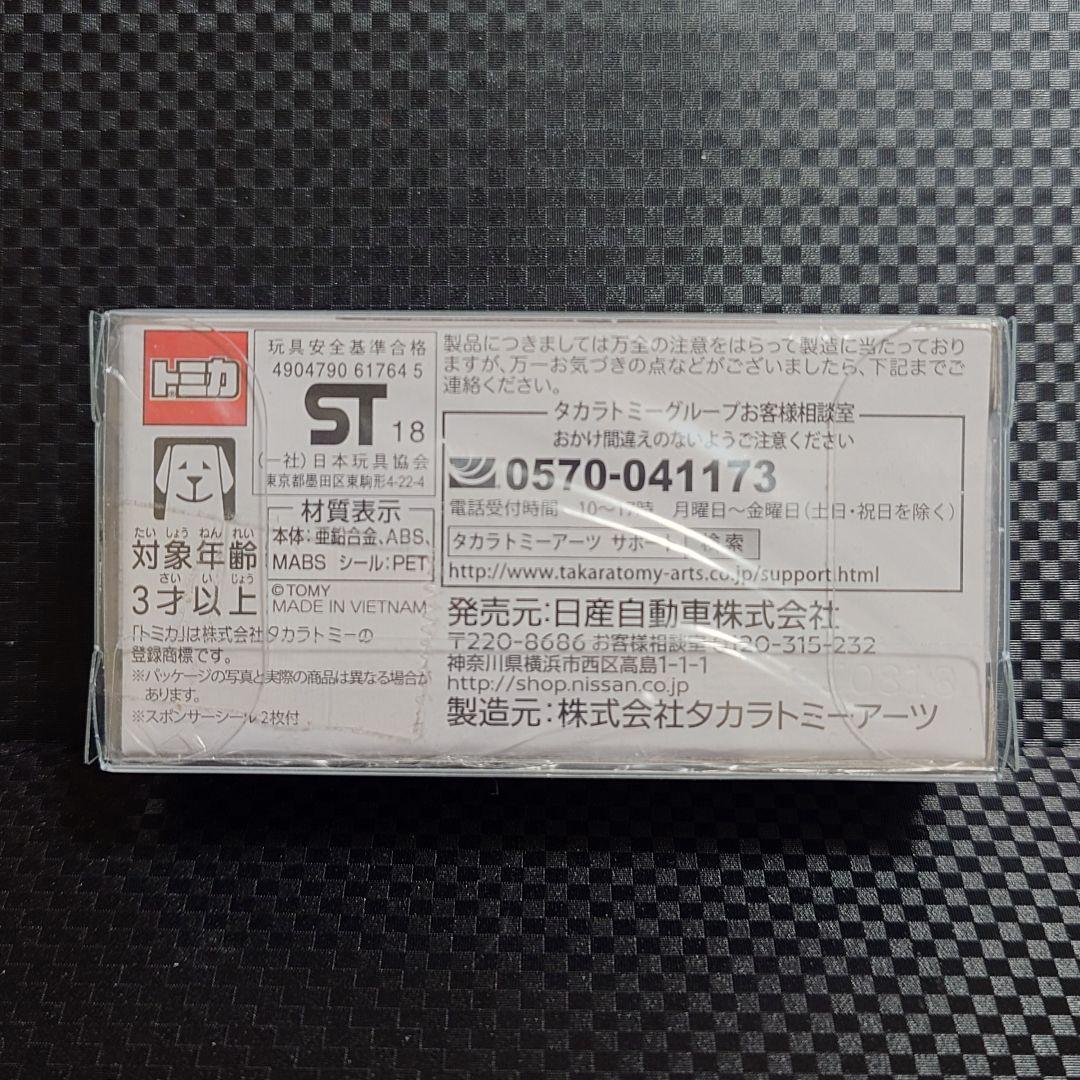 トミカ
玩具安全基準合格
4904790 61764 5
ST 18
(一社)日本玩具協会
東京都墨田区東駒形4-22-4
たいしょうねんれい
対象年齢
さいいじょう
3才以上
材質表示
本体:亜鉛合金、ABS、
MABS シール:PET
©TOMY
MADE IN VIETNAM
「トミカ」は株式会社タカラトミーの
登録商標です。
※パッケージの写真と実際の商品は異なる場合が
あります。
※スポンサーシール2枚付
製品につきましては万全の注意をはらって製造に当たっており
ますが、万一お気づきの点などがございましたら、下記までご
連絡ください。
タカラトミーグループお客様相談室
おかけ間違えのないようご注意ください
0570-041173
電話受付時間 10〜17時 月曜日〜金曜日(土日・祝日を除く)
タカラトミーアーツ サポート 検索
http://www.takaratomy-arts.co.jp/support.html
発売元:日産自動車株式会社
〒220-8686 お客様相談室 0120-315-232
神奈川県横浜市西区高島1-1-1
http://shop.nissan.co.jp
製造元:株式会社タカラトミーアーツ